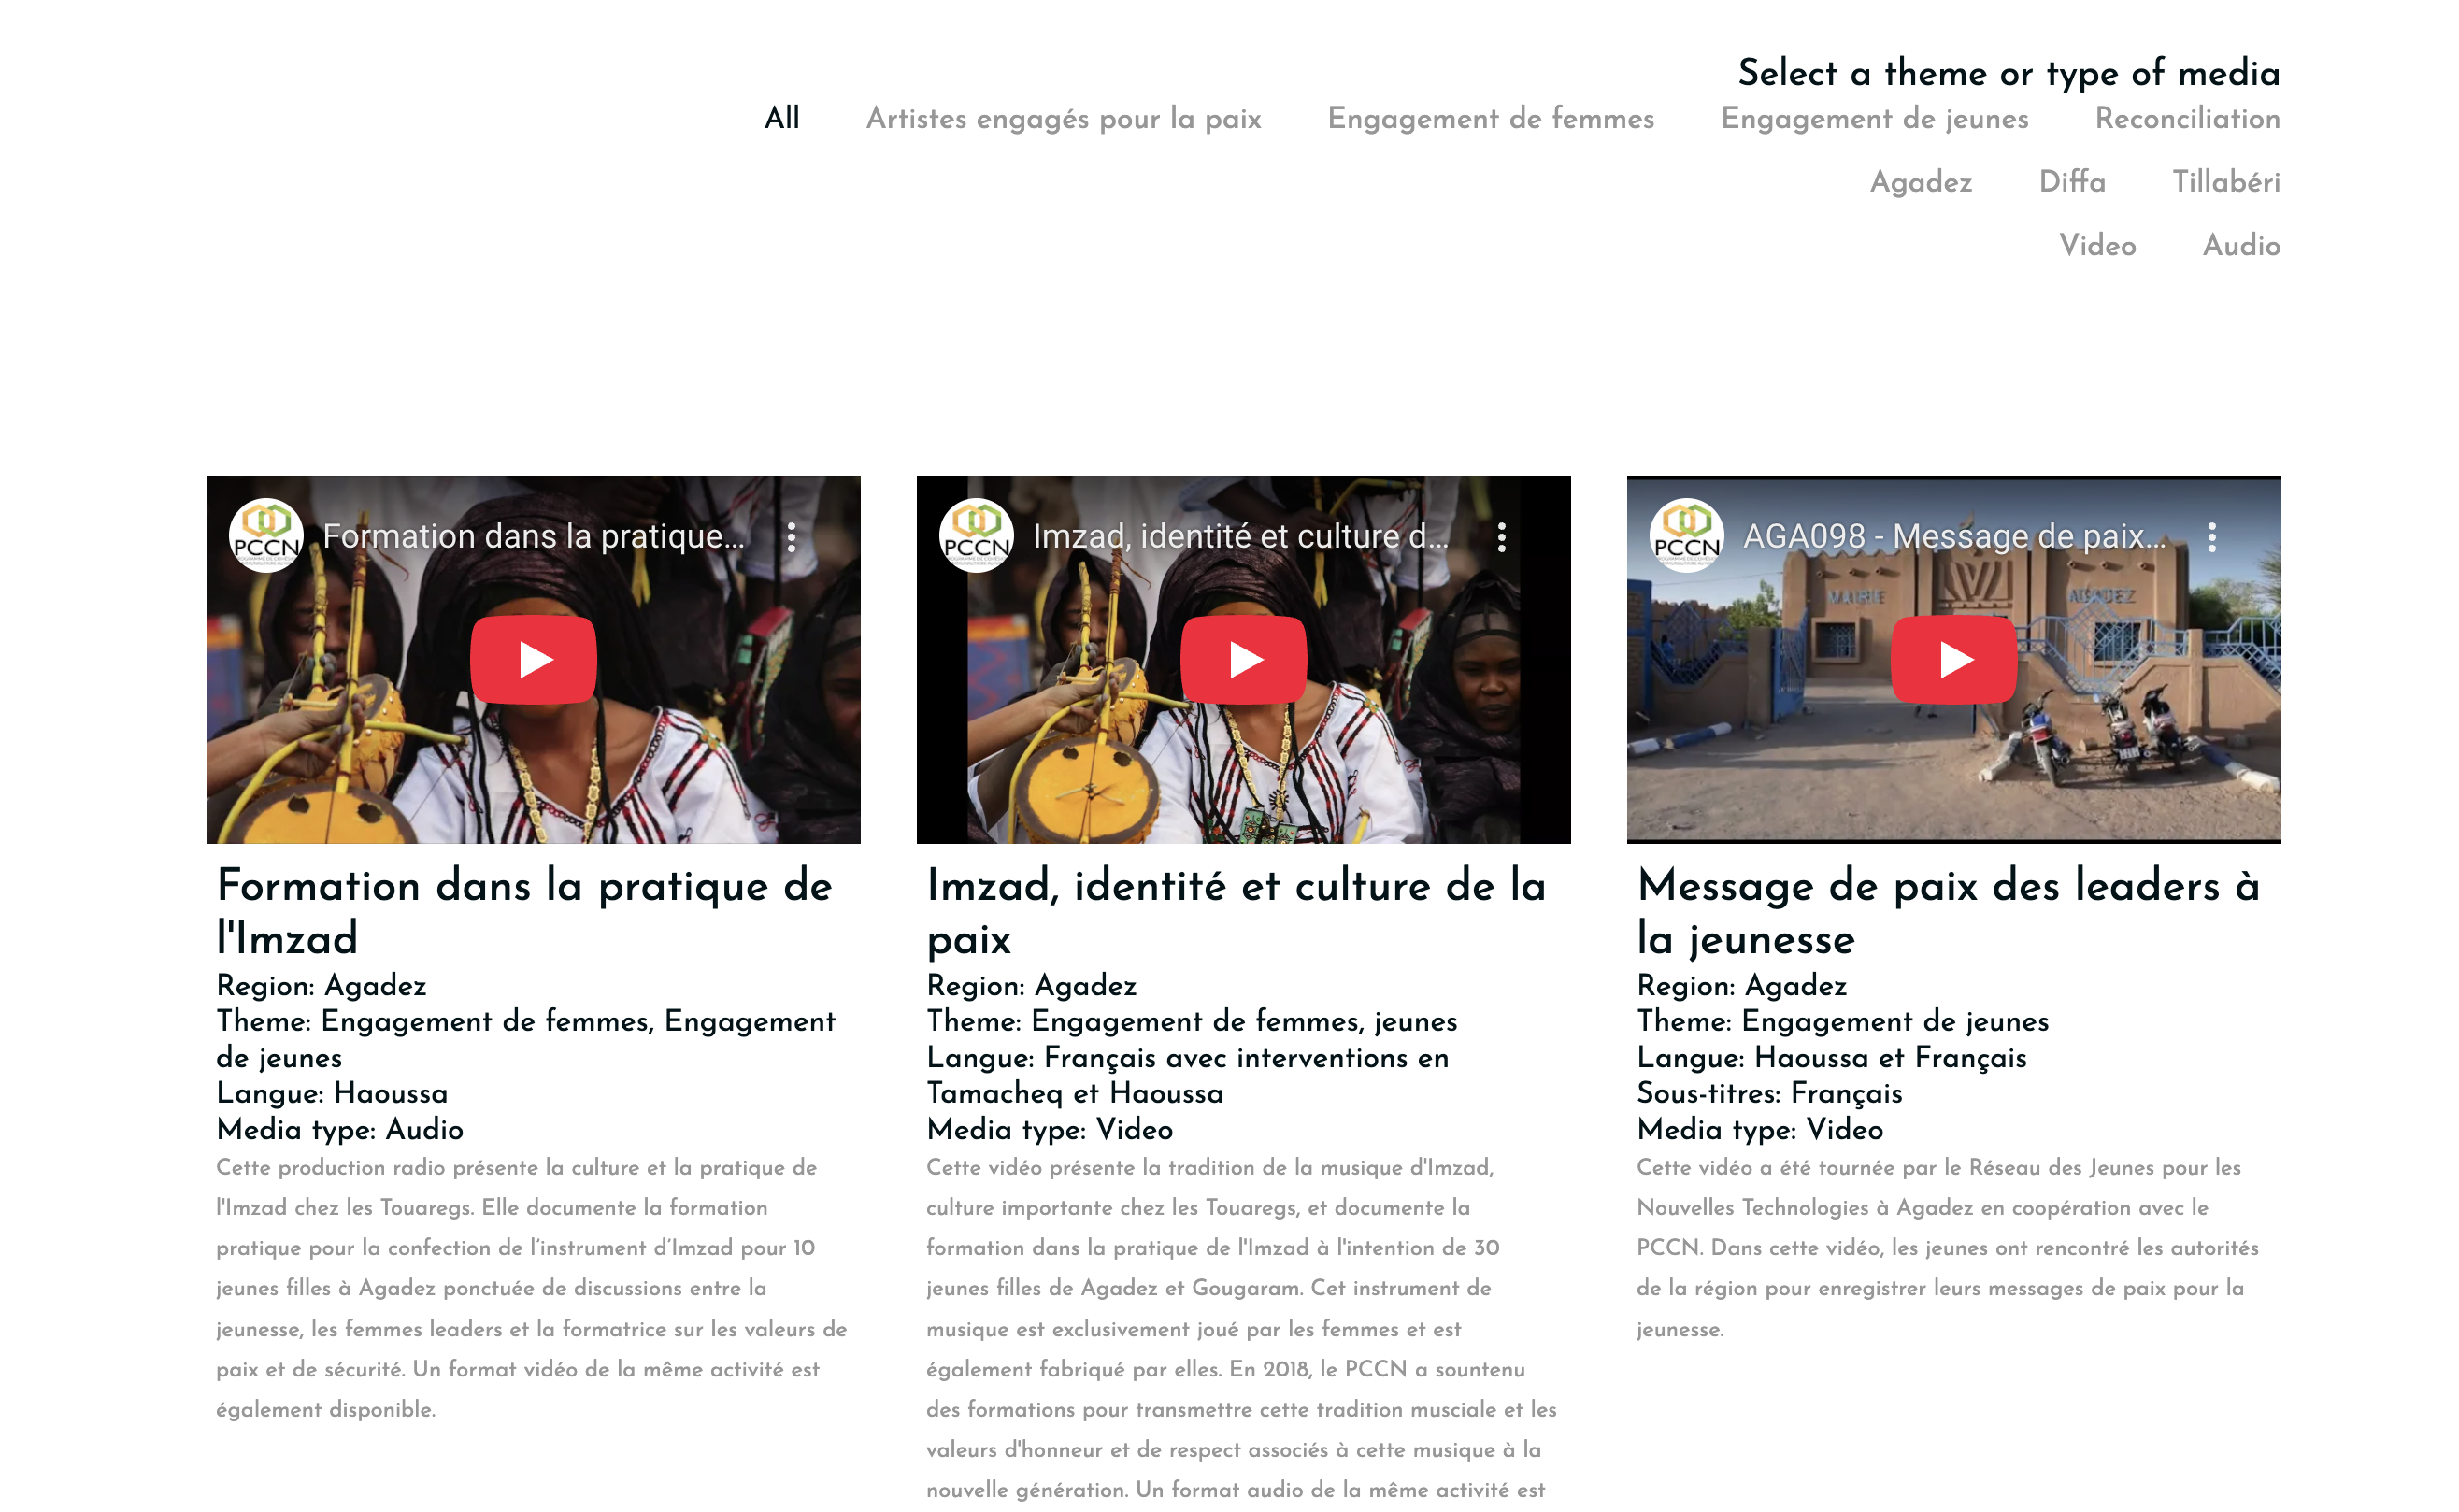 Select a theme or type of media
All Artistes engagés pour la paix Engagement de femmes Engagement de jeunes Reconciliation
Agadez Diffa Tillabéri
Video Audio
PCCN
Formation dans la pratique...
Formation dans la pratique de
l'Imzad
Region: Agadez
Theme: Engagement de femmes, Engagement
de jeunes
Langue: Haoussa
Media type: Audio
Cette production radio présente la culture et la pratique de
l'Imzad chez les Touaregs. Elle documente la formation
pratique pour la confection de l’instrument d’Imzad pour 10
jeunes filles à Agadez ponctuée de discussions entre la
jeunesse, les femmes leaders et la formatrice sur les valeurs de
paix et de sécurité. Un format vidéo de la même activité est
également disponible.
PCCN
Imzad, identité et culture d...
Imzad, identité et culture de la
paix
Region: Agadez
Theme: Engagement de femmes, jeunes
Langue: Français avec interventions en
Tamacheq et Haoussa
Media type: Video
Cette vidéo présente la tradition de la musique d'Imzad,
culture importante chez les Touaregs, et documente la
formation dans la pratique de l'Imzad à l'intention de 30
jeunes filles de Agadez et Gougaram. Cet instrument de
musique est exclusivement joué par les femmes et est
également fabriqué par elles. En 2018, le PCCN a sountenu
des formations pour transmettre cette tradition musciale et les
valeurs d'honneur et de respect associés à cette musique à la
nouvelle génération. Un format audio de la même activité est
PCCN
AGA098 - Message de paix...
MAIRIE AGADEZ
Message de paix des leaders à
la jeunesse
Region: Agadez
Theme: Engagement de jeunes
Langue: Haoussa et Français
Sous-titres: Français
Media type: Video
Cette vidéo a été tournée par le Réseau des Jeunes pour les
Nouvelles Technologies à Agadez en coopération avec le
PCCN. Dans cette vidéo, les jeunes ont rencontré les autorités
de la région pour enregistrer leurs messages de paix pour la
jeunesse.